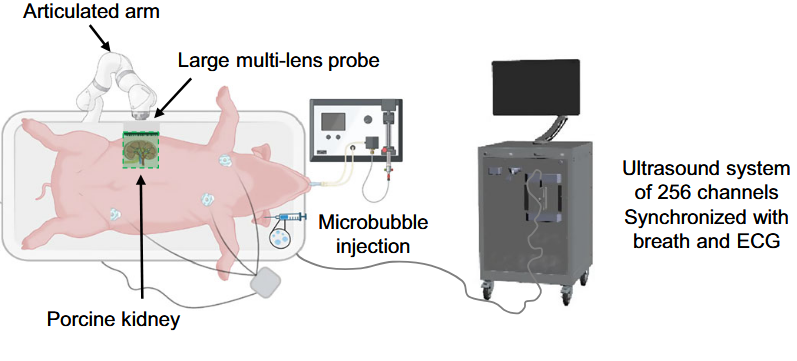 Articulated arm
Large multi-lens probe
Microbubble
injection
Porcine kidney
Ultrasound system
of 256 channels
Synchronized with
breath and ECG